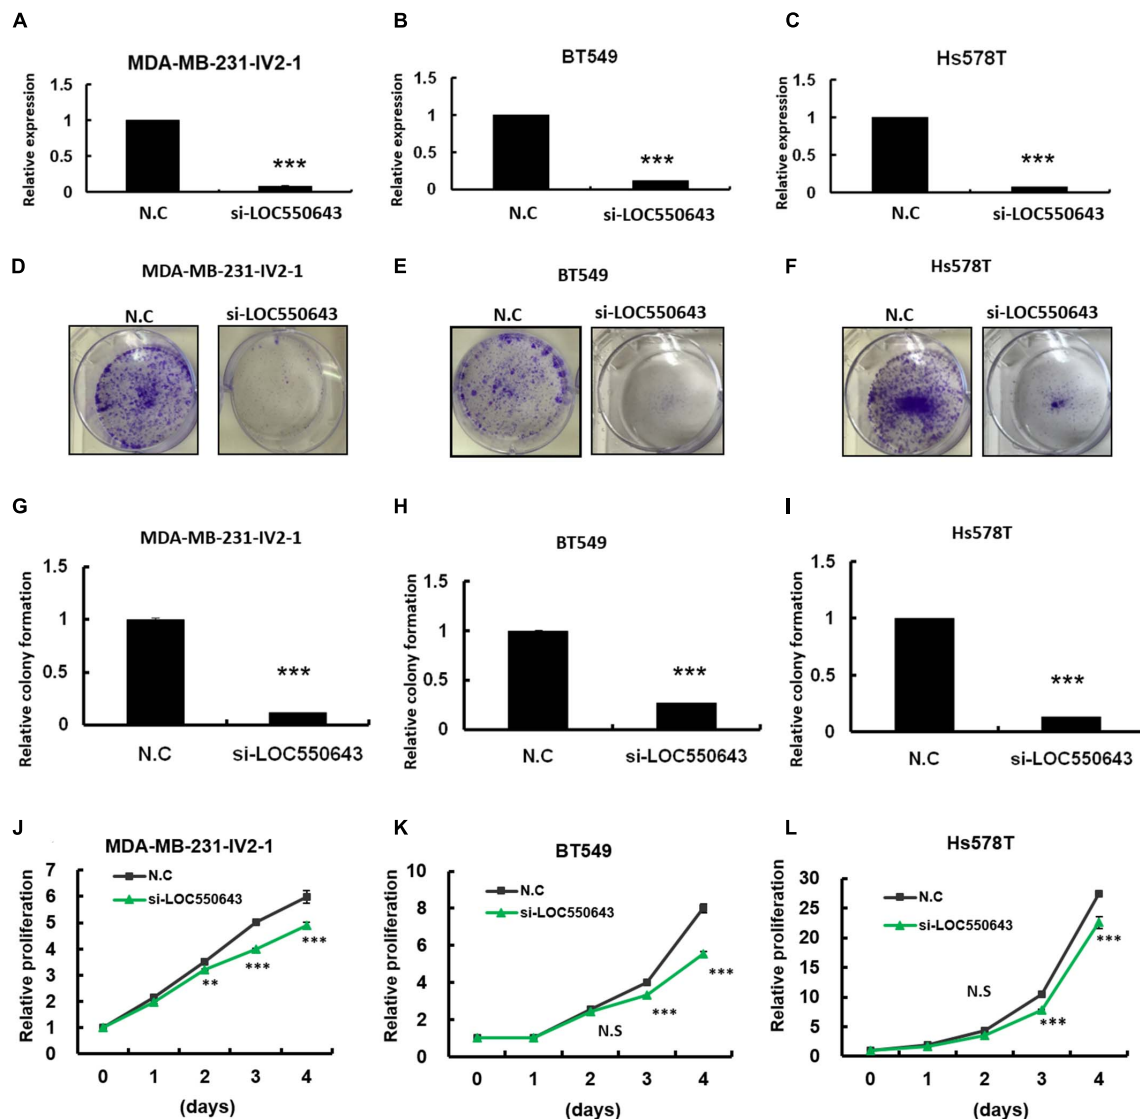 A
B
C
MDA-MB-231-IV2-1
BT549
Hs578T
Relative expression
1.5
1
0.5
0
***
N.C si-LOC550643
Relative expression
1.5
1
0.5
0
***
N.C si-LOC550643
Relative expression
1.5
1
0.5
0
***
N.C si-LOC550643
D
E
F
MDA-MB-231-IV2-1
BT549
Hs578T
N.C si-LOC550643
N.C si-LOC550643
N.C si-LOC550643
G
H
I
MDA-MB-231-IV2-1
BT549
Hs578T
Relative colony formation
1.5
1
0.5
0
***
N.C si-LOC550643
Relative colony formation
1.5
1
0.5
0
***
N.C si-LOC550643
Relative colony formation
1.5
1
0.5
0
***
N.C si-LOC550643
J
K
L
MDA-MB-231-IV2-1
Relative proliferation
7
6
5
4
3
2
1
0
N.C
si-LOC550643
**
***
***
0 1 2 3 4
(days)
BT549
Relative proliferation
10
8
6
4
2
0
N.C
si-LOC550643
N.S
***
***
0 1 2 3 4
(days)
Hs578T
Relative proliferation
30
25
20
15
10
5
0
N.C
si-LOC550643
N.S
***
***
0 1 2 3 4
(days)